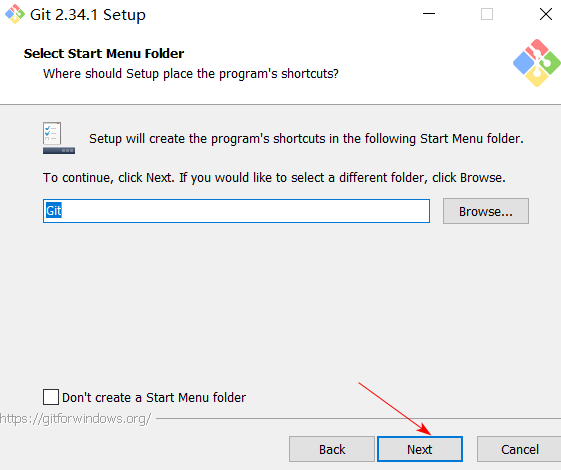 Git 2.34.1 Setup
Select Start Menu Folder
Where should Setup place the program's shortcuts?
Setup will create the program's shortcuts in the following Start Menu folder.
To continue, click Next. If you would like to select a different folder, click Browse.
Git
Browse...
Don't create a Start Menu folder
https://gitforwindows.org/
Back
Next
Cancel